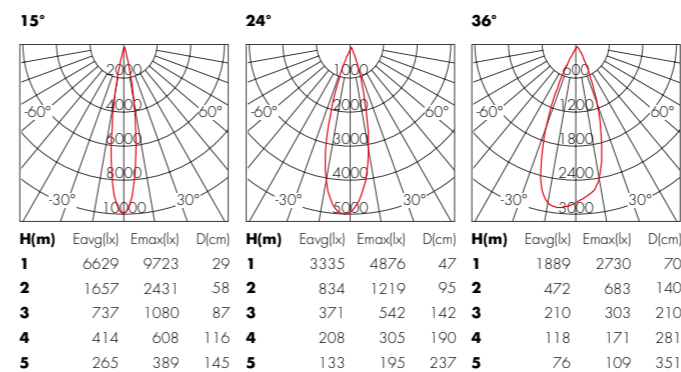 15° 24° 36°
2000 1000 600
4000 2000 1200
-60° 60° -60° 60° -60° 60°
6000 3000 1800
8000 4000 2400
-30° 30° -30° 30° -30° 30°
10000 5000 3000
H(m) Eavg(lx) Emax(lx) D(cm) H(m) Eavg(lx) Emax(lx) D(cm) H(m) Eavg(lx) Emax(lx) D(cm)
1 6629 9723 29 1 3335 4876 47 1 1889 2730 70
2 1657 2431 58 2 834 1219 95 2 472 683 140
3 737 1080 87 3 371 542 142 3 210 303 210
4 414 608 116 4 208 305 190 4 118 171 281
5 265 389 145 5 133 195 237 5 76 109 351